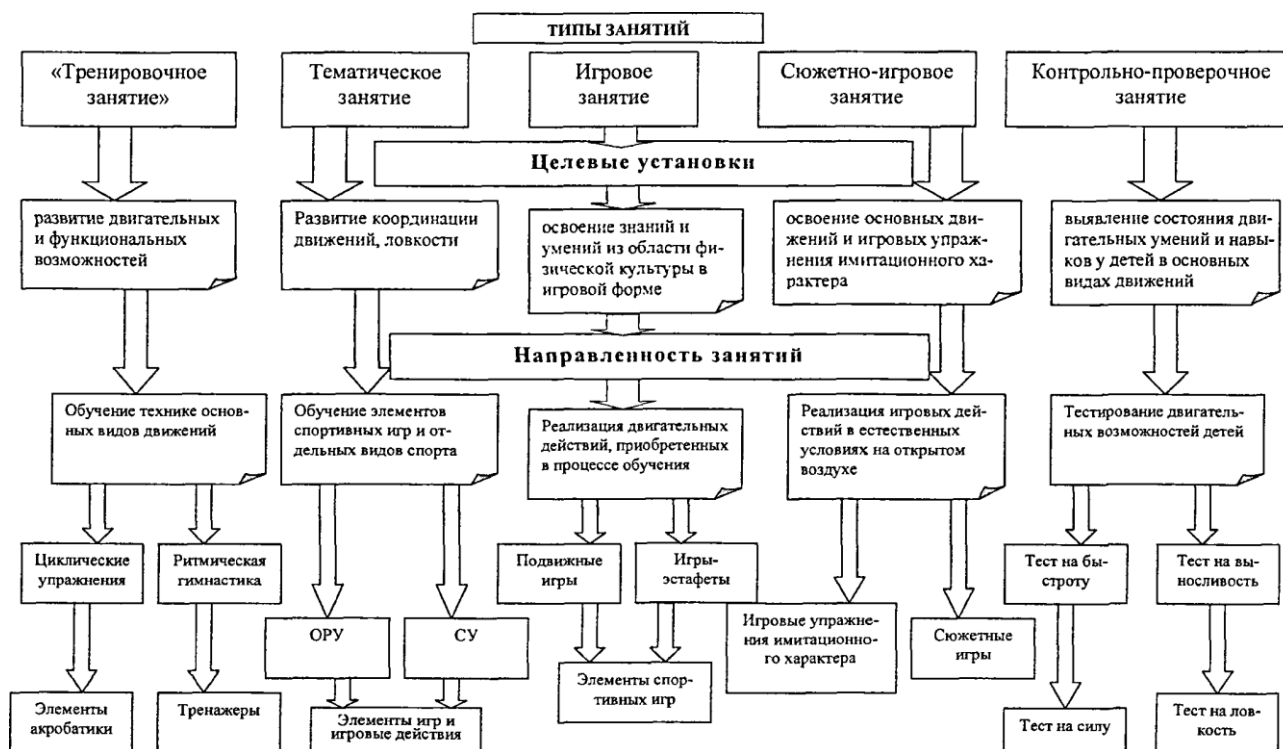 ТИПЫ ЗАНЯТИЙ
«Тренировочное
занятие»
Тематическое
занятие
Игровое
занятие
Сюжетно-игровое
занятие
Контрольно-проверочное
занятие
Целевые установки
развитие двигательных
и функциональных
возможностей
Развитие координации
движений, ловкости
освоение знаний и
умений из области фи-
зической культуры в
игровой форме
освоение основных дви-
жений и игровых упраж-
нения имитационного ха-
рактера
выявление состояния дви-
гательных умений и навы-
ков у детей в основных
видах движений
Направленность занятий
Обучение технике основ-
ных видов движений
Обучение элементов
спортивных игр и от-
дельных видов спорта
Реализация двигательных
действий, приобретенных
в процессе обучения
Реализация игровых дей-
ствий в естественных
условиях на открытом
воздухе
Тестирование двигатель-
ных возможностей детей
Циклические
упражнения
Ритмическая
гимнастика
Подвижные
игры
Игры-
эстафеты
Тест на бы-
строту
Тест на вы-
носливость
ОРУ
СУ
Игровые упражне-
ния имитационно-
го характера
Сюжетные
игры
Элементы
акробатики
Тренажеры
Элементы игр и
игровые действия
Элементы спор-
тивных игр
Тест на силу
Тест на лов-
кость